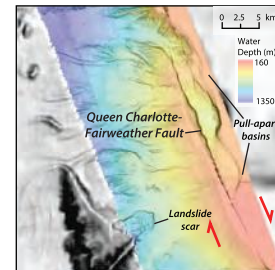 0 2.5 5 km
Water
Depth (m)
160
1350
Queen Charlotte-
Fairweather Fault
Pull-apart
basins
Landslide
scar